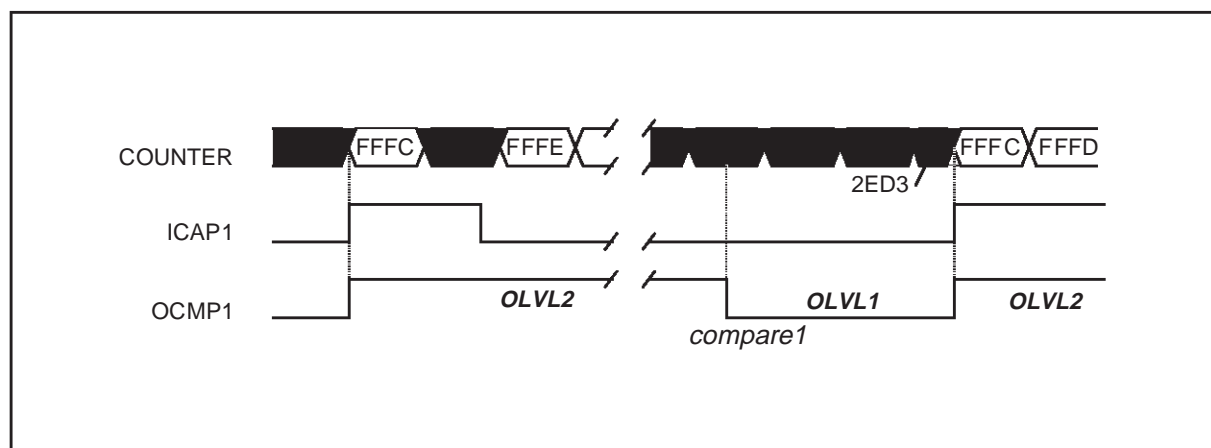 COUNTER
FFFC
FFFE
FFFC
FFFD
2ED3
ICAP1
OCMP1
OLVL2
OLVL1
OLVL2
compare1